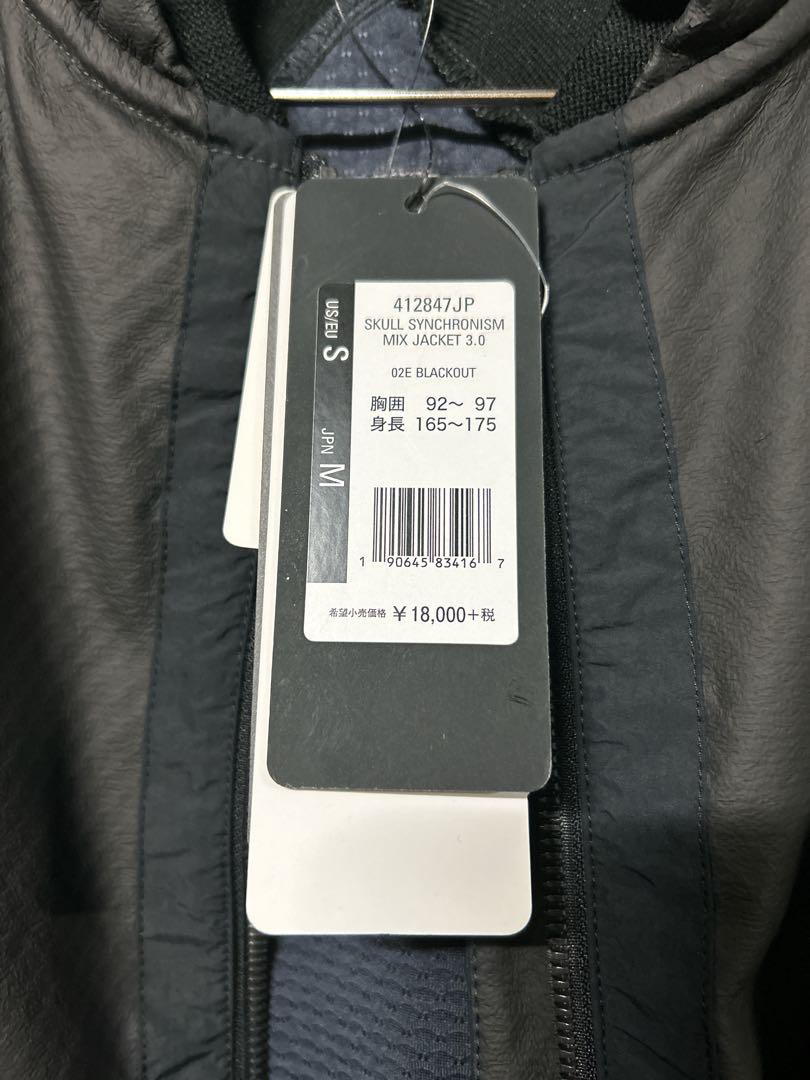 412847JP
SKULL SYNCHRONISM
MIX JACKET 3.0
02E BLACKOUT
胸囲 92～ 97
身長 165～175
US/EU S
JPN M
1 90645 83416 7
希望小売価格 ￥18,000+税